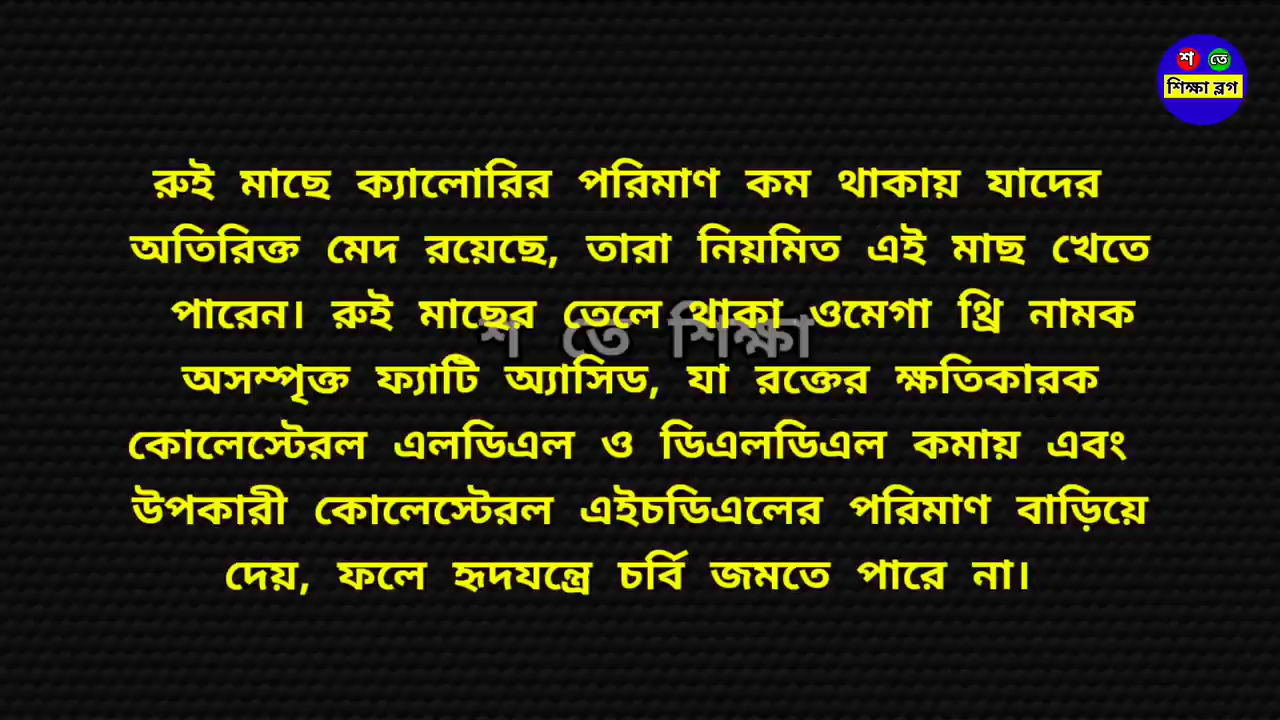 শ তে
শিক্ষা ব্লগ
রুই মাছে ক্যালোরির পরিমাণ কম থাকায় যাদের
অতিরিক্ত মেদ রয়েছে, তারা নিয়মিত এই মাছ খেতে
পারেন। রুই মাছের তেলে থাকা ওমেগা থ্রি নামক
শ তে শিক্ষা
অসম্পৃক্ত ফ্যাটি অ্যাসিড, যা রক্তের ক্ষতিকারক
কোলেস্টেরল এলডিএল ও ডিএলডিএল কমায় এবং
উপকারী কোলেস্টেরল এইচডিএলের পরিমাণ বাড়িয়ে
দেয়, ফলে হৃদযন্ত্রে চর্বি জমতে পারে না।